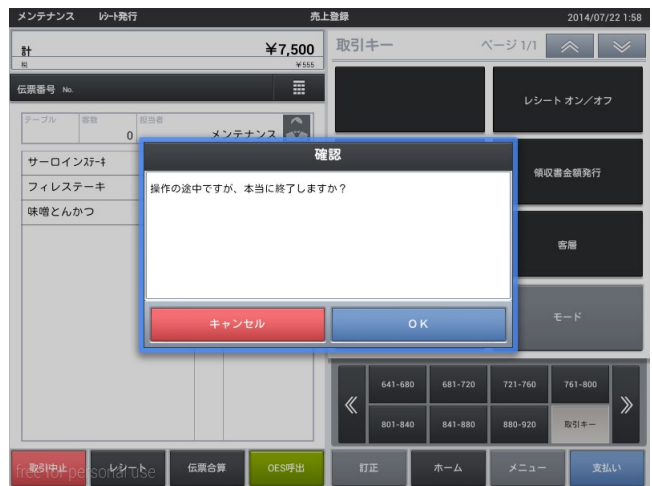 メンテナンス ﾚｼｰﾄ発行 売上登録 2014/07/22 1:58
計 ￥7,500
税 ￥555
伝票番号 No.
テーブル 客数 0 担当者 メンテナンス
サーロインｽﾃｰｷ
フィレステーキ
味噌とんかつ
取引キー ページ 1/1
レシート オン／オフ
領収書金額発行
客層
モード
確認
操作の途中ですが、本当に終了しますか？
キャンセル OK
641-680 681-720 721-760 761-800
801-840 841-880 880-920 取引キー
取引中止 レシート 伝票合算 OES呼出 訂正 ホーム メニュー 支払い
free for personal use